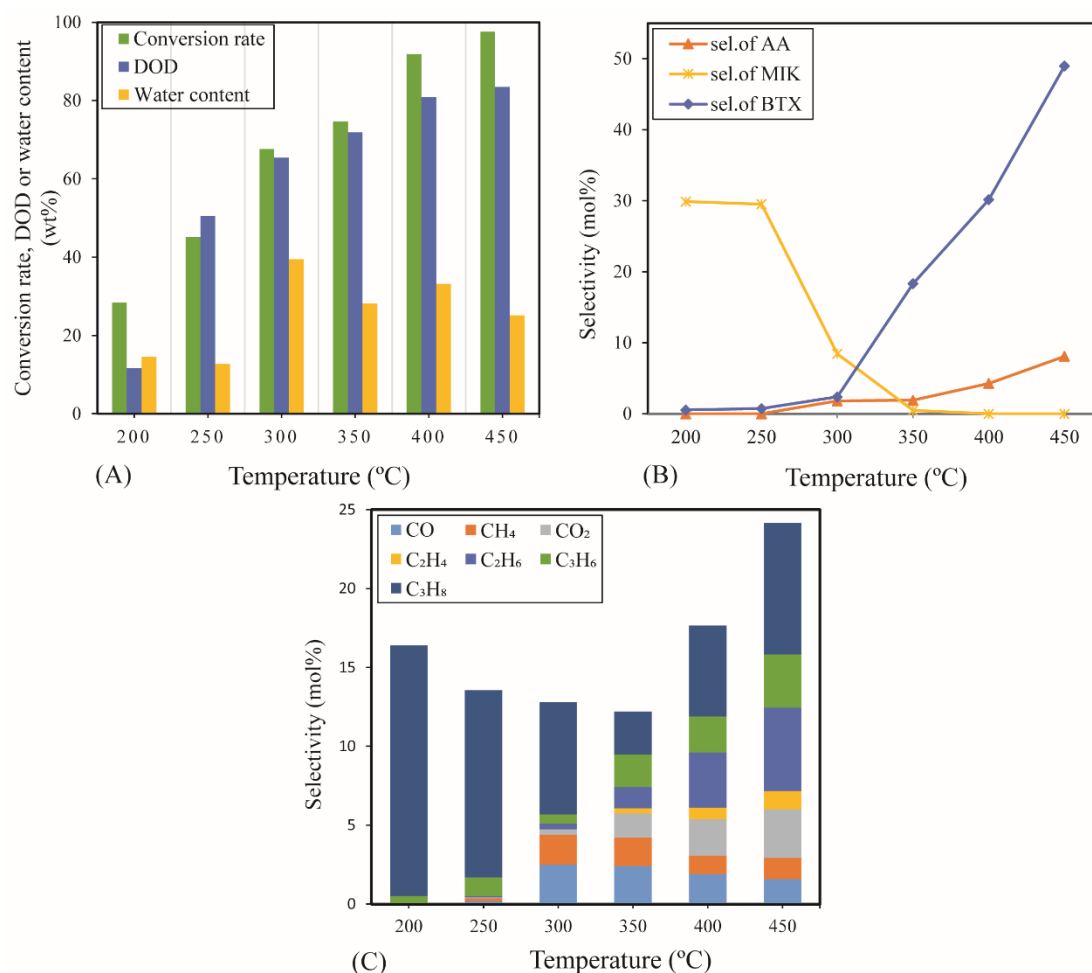 Conversion rate, DOD or water content
(wt%)
100
80
60
40
20
0
Conversion rate
DOD
Water content
200 250 300 350 400 450
(A)
Temperature (ºC)
Selectivity (mol%)
50
40
30
20
10
0
sel.of AA
sel.of MIK
sel.of BTX
200 250 300 350 400 450
(B)
Temperature (ºC)
Selectivity (mol%)
25
20
15
10
5
0
CO CH₄ CO₂
C₂H₄ C₂H₆ C₃H₆
C₃H₈
200 250 300 350 400 450
(C)
Temperature (ºC)